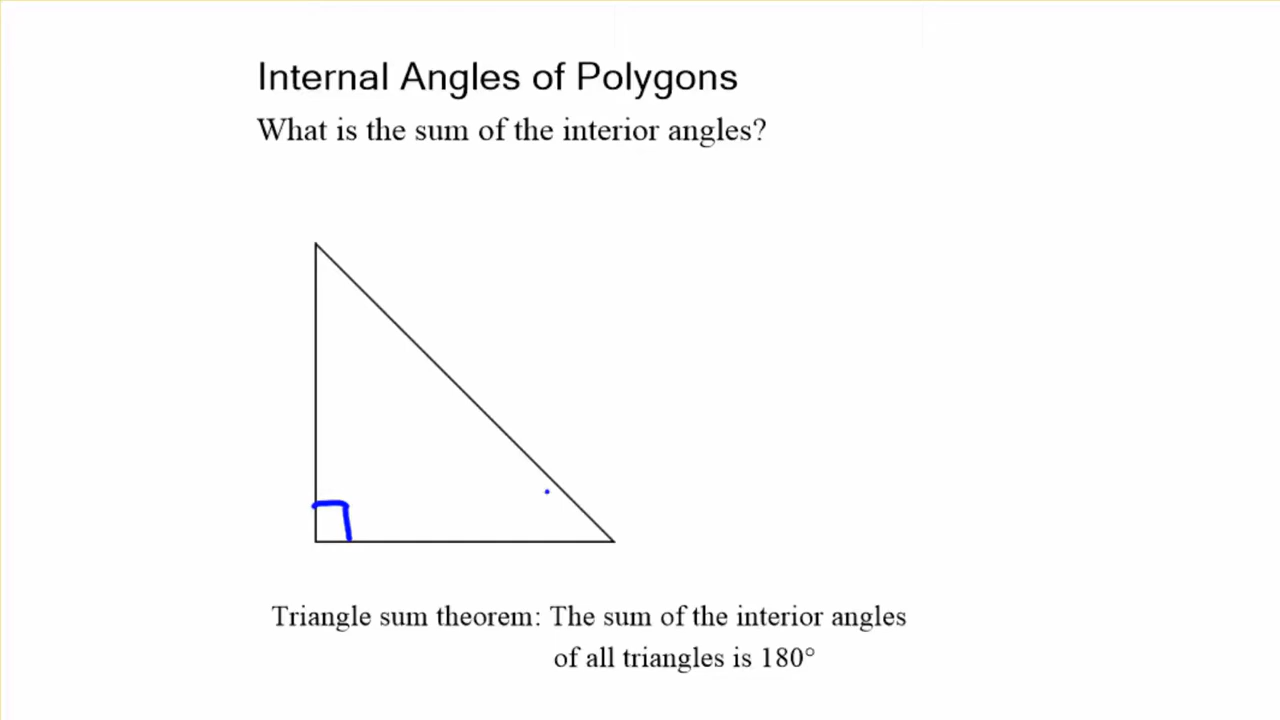 Internal Angles of Polygons
What is the sum of the interior angles?
Triangle sum theorem: The sum of the interior angles
of all triangles is 180°